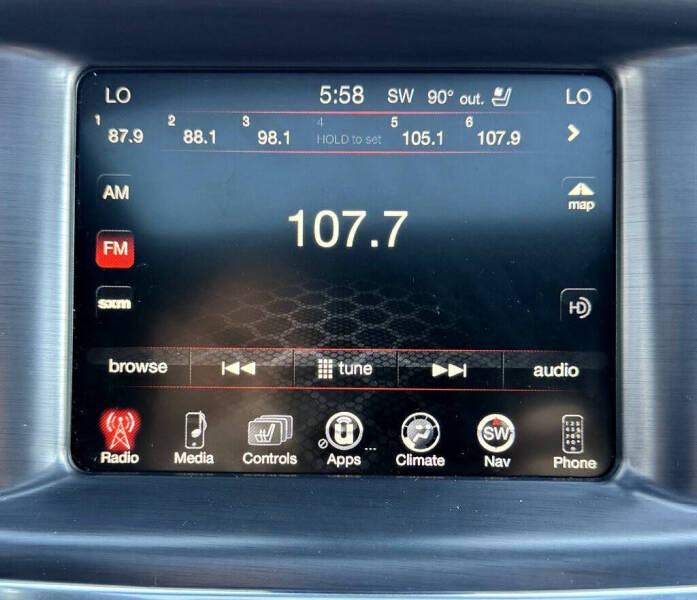 LO 5:58 SW 90° out. LO
1 87.9 2 88.1 3 98.1 4 HOLD to set 5 105.1 6 107.9
AM
map
107.7
FM
sxm
HD
browse tune audio
Radio Media Controls Apps ... Climate SW Nav Phone